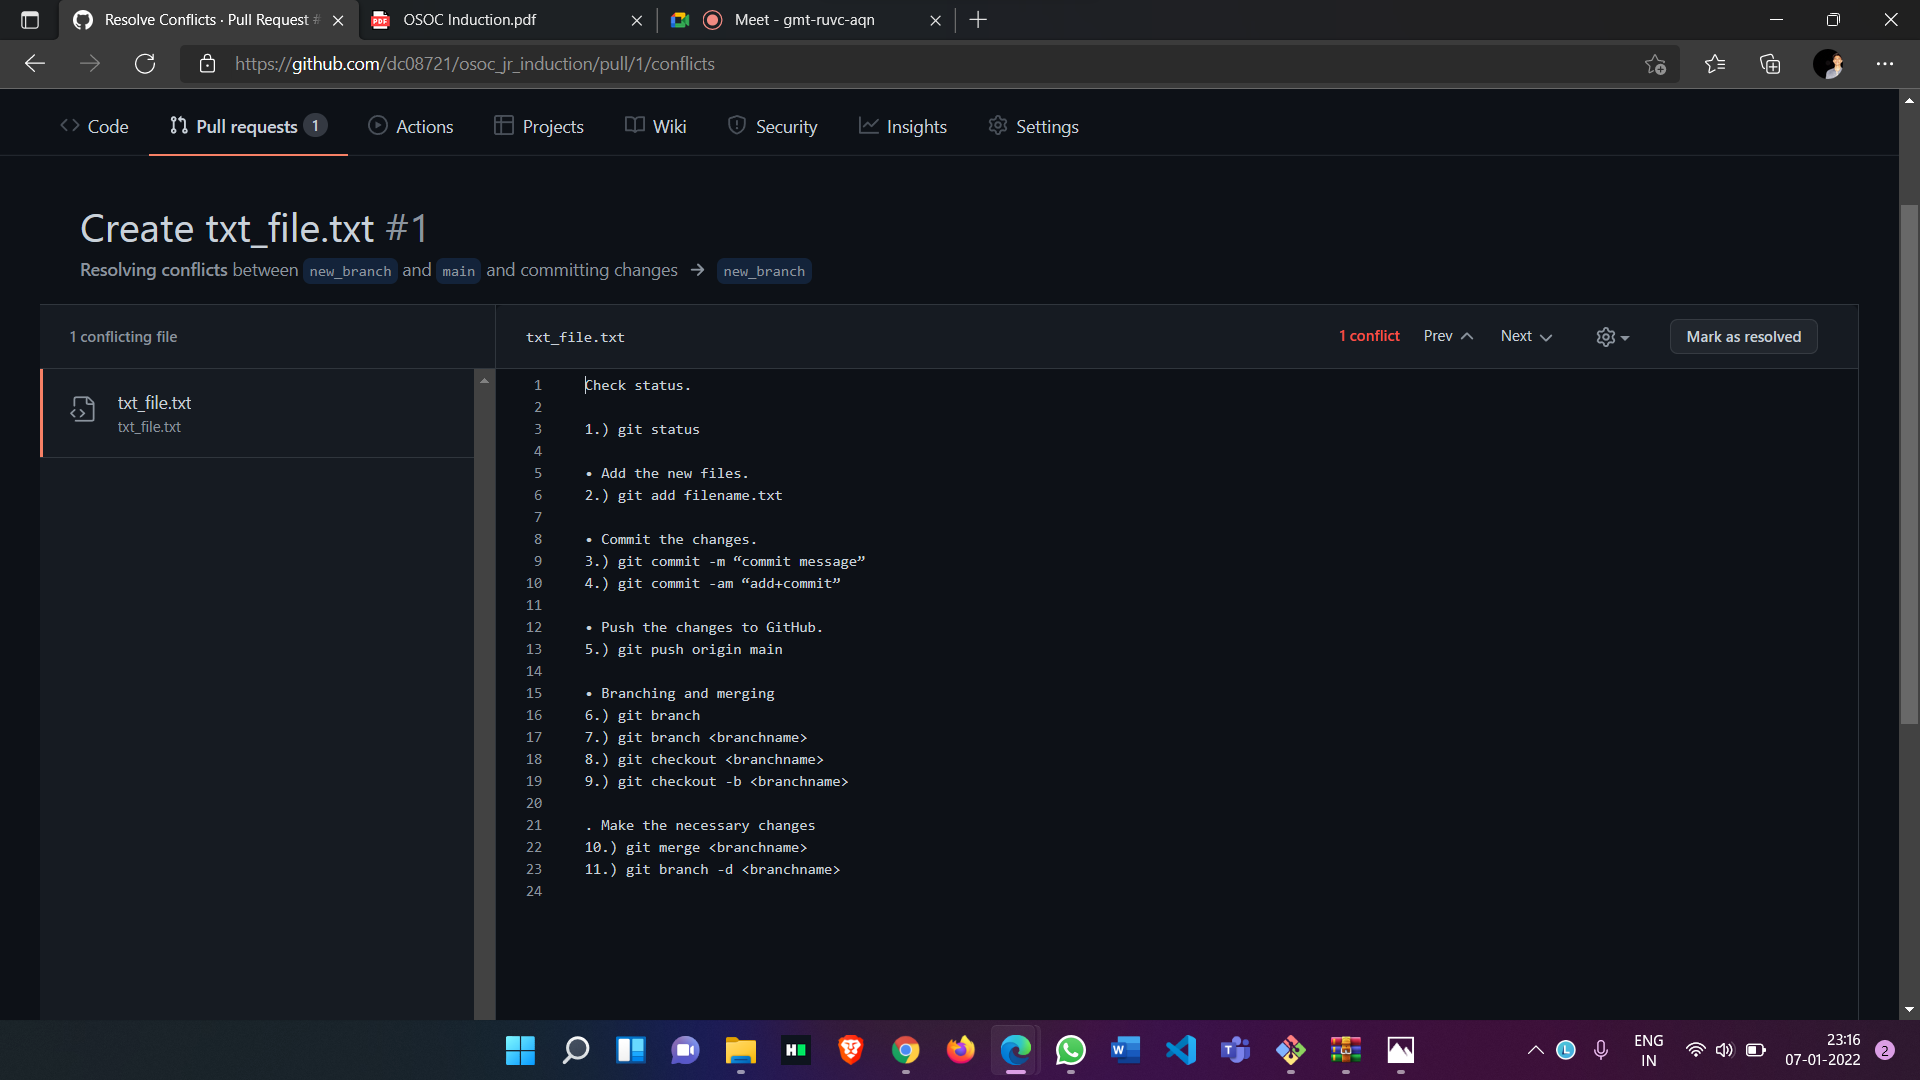 Resolve Conflicts · Pull Request #
OSOC Induction.pdf
Meet - gmt-ruvc-aqn
https://github.com/dc08721/osoc_jr_induction/pull/1/conflicts
Code
Pull requests 1
Actions
Projects
Wiki
Security
Insights
Settings
Create txt_file.txt #1
Resolving conflicts between new_branch and main and committing changes → new_branch
1 conflicting file
txt_file.txt
1 conflict
Prev
Next
Mark as resolved
txt_file.txt
txt_file.txt
1 Check status.
2
3 1.) git status
4
5 • Add the new files.
6 2.) git add filename.txt
7
8 • Commit the changes.
9 3.) git commit -m “commit message”
10 4.) git commit -am “add+commit”
11
12 • Push the changes to GitHub.
13 5.) git push origin main
14
15 • Branching and merging
16 6.) git branch
17 7.) git branch <branchname>
18 8.) git checkout <branchname>
19 9.) git checkout -b <branchname>
20
21 . Make the necessary changes
22 10.) git merge <branchname>
23 11.) git branch -d <branchname>
24
ENG
IN
23:16
07-01-2022
2